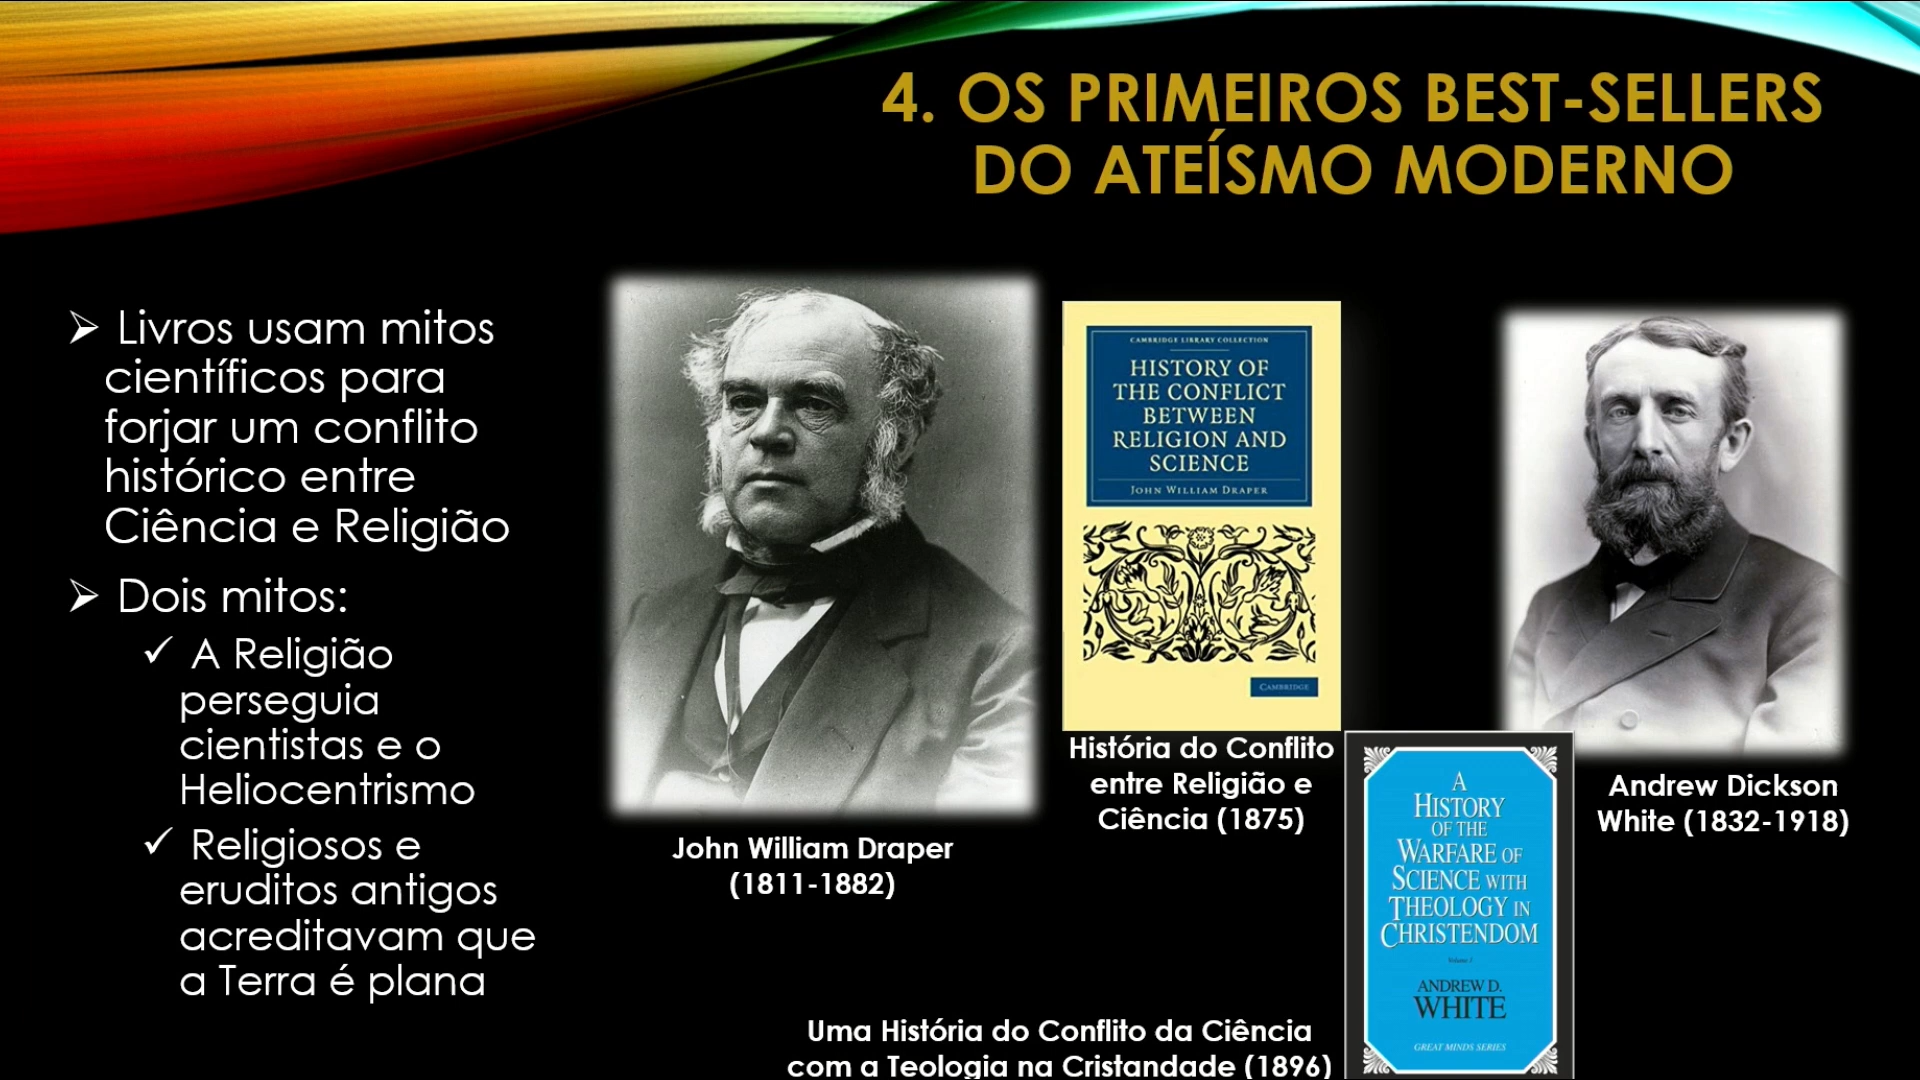 4. OS PRIMEIROS BEST-SELLERS
DO ATEÍSMO MODERNO
➢ Livros usam mitos
científicos para
forjar um conflito
histórico entre
Ciência e Religião
➢ Dois mitos:
✓ A Religião
perseguia
cientistas e o
Heliocentrismo
✓ Religiosos e
eruditos antigos
acreditavam que
a Terra é plana
John William Draper
(1811-1882)
CAMBRIDGE LIBRARY COLLECTION
HISTORY OF
THE CONFLICT
BETWEEN
RELIGION AND
SCIENCE
JOHN WILLIAM DRAPER
CAMBRIDGE
História do Conflito
entre Religião e
Ciência (1875)
A
HISTORY
OF THE
WARFARE OF
SCIENCE WITH
THEOLOGY IN
CHRISTENDOM
ANDREW D.
WHITE
GREAT MINDS SERIES
Andrew Dickson
White (1832-1918)
Uma História do Conflito da Ciência
com a Teologia na Cristandade (1896)